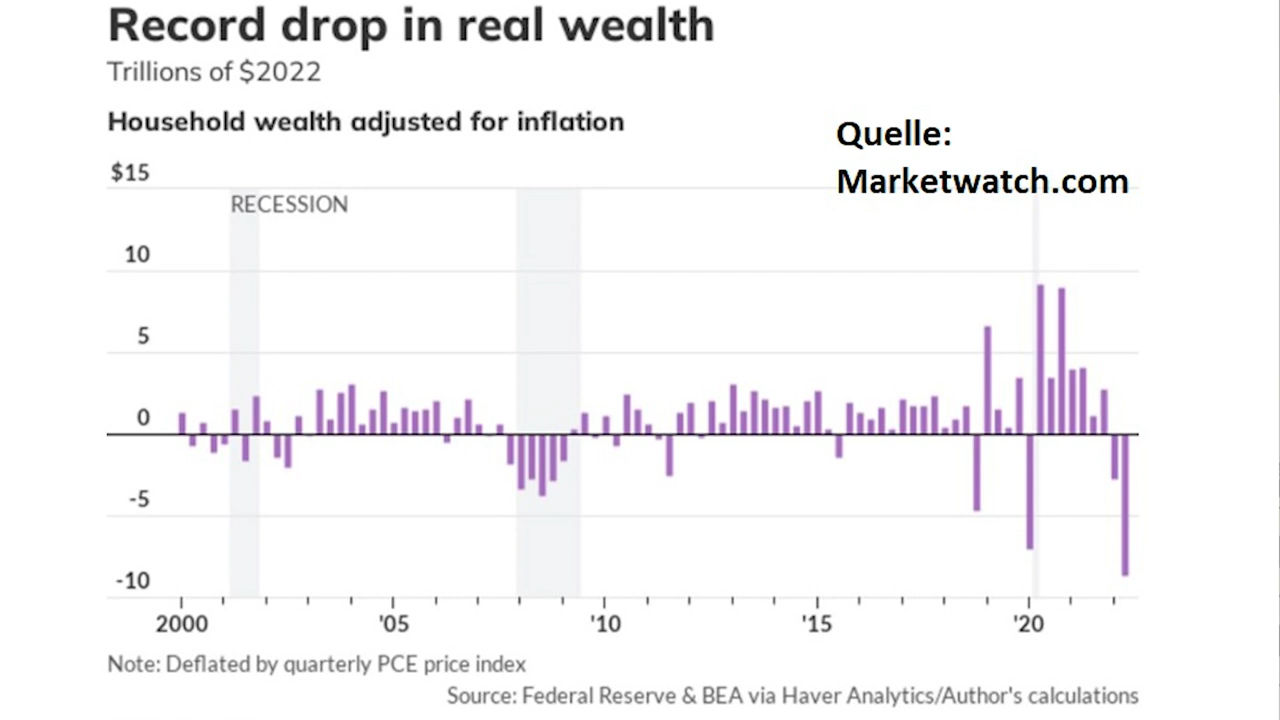 Record drop in real wealth
Trillions of $2022
Household wealth adjusted for inflation
Quelle:
Marketwatch.com
$15
RECESSION
10
5
0
-5
-10
2000 '05 '10 '15 '20
Note: Deflated by quarterly PCE price index
Source: Federal Reserve & BEA via Haver Analytics/Author's calculations